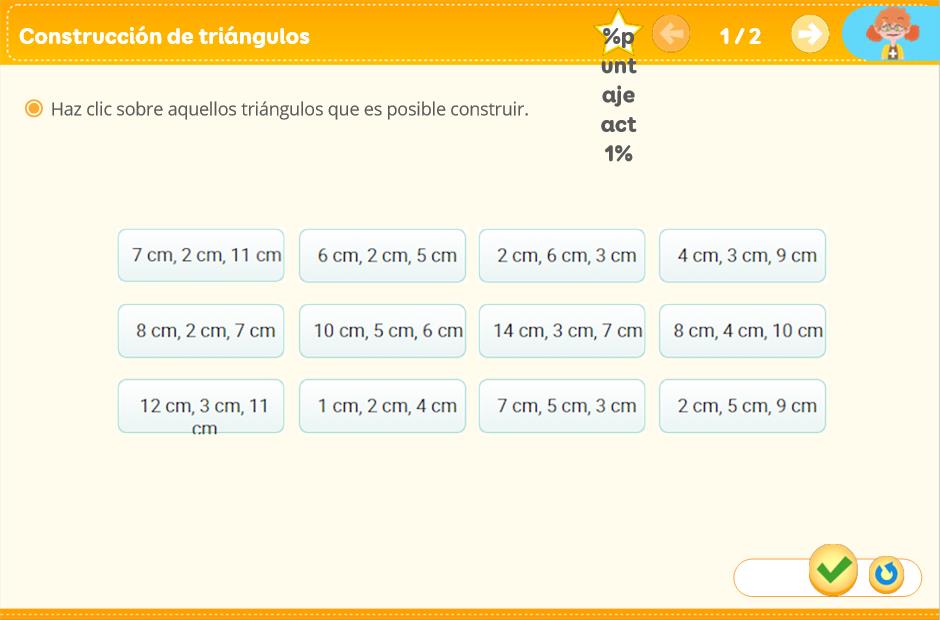 Construcción de triángulos
%p
unt
aje
act
1%
1 / 2
Haz clic sobre aquellos triángulos que es posible construir.
7 cm, 2 cm, 11 cm
6 cm, 2 cm, 5 cm
2 cm, 6 cm, 3 cm
4 cm, 3 cm, 9 cm
8 cm, 2 cm, 7 cm
10 cm, 5 cm, 6 cm
14 cm, 3 cm, 7 cm
8 cm, 4 cm, 10 cm
12 cm, 3 cm, 11
cm
1 cm, 2 cm, 4 cm
7 cm, 5 cm, 3 cm
2 cm, 5 cm, 9 cm